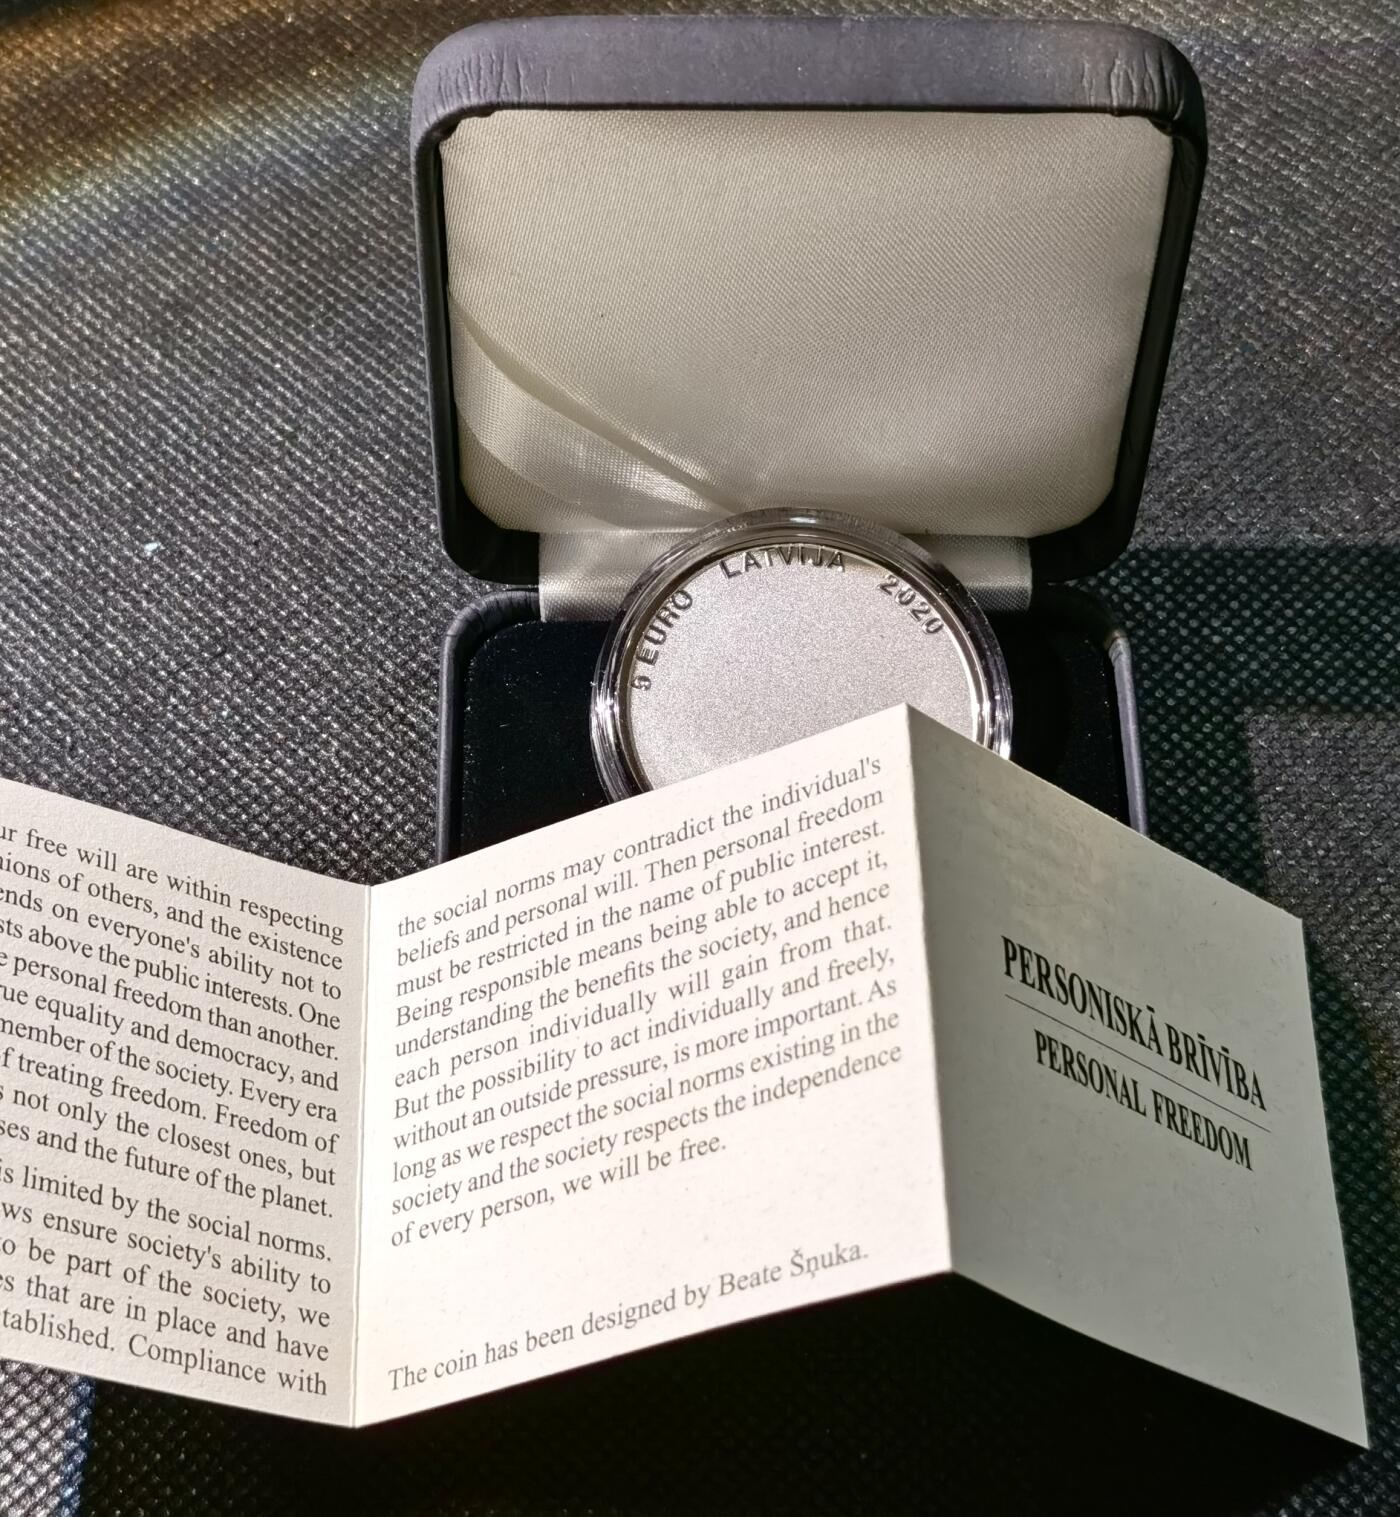 5 EURO LATVIJA 2020
free will are within respecting
of others, and the existence
on everyone's ability not to
above the public interests. One
personal freedom than another.
equality and democracy, and
member of the society. Every era
of treating freedom. Freedom of
not only the closest ones, but
and the future of the planet.
is limited by the social norms.
ensure society's ability to
to be part of the society, we
that are in place and have
Compliance with
the social norms may contradict the individual's
beliefs and personal will. Then personal freedom
must be restricted in the name of public interest.
Being responsible means being able to accept it,
understanding the benefits the society, and hence
each person individually will gain from that.
But the possibility to act individually and freely,
without an outside pressure, is more important. As
long as we respect the social norms existing in the
society and the society respects the independence
of every person, we will be free.
The coin has been designed by Beate Šņuka.
PERSONISKĀ BRĪVĪBA
PERSONAL FREEDOM